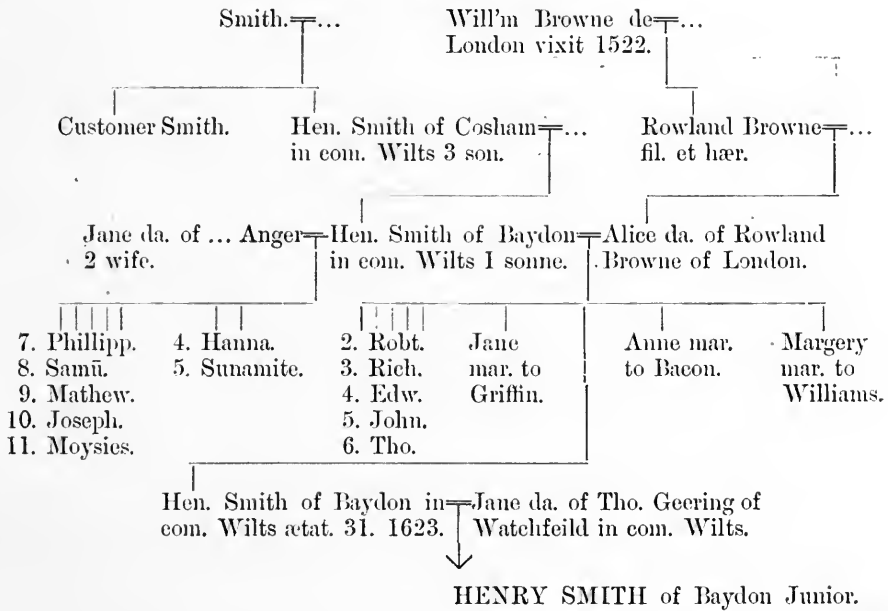 Smith. ... Will'm Browne de ...
London vixit 1522.
Customer Smith. Hen. Smith of Cosham ... Rowland Browne ...
in com. Wilts 3 son. fil. et hær.
Jane da. of ... Anger Hen. Smith of Baydon Alice da. of Rowland
2 wife. in com. Wilts 1 sonne. Browne of London.
7. Phillipp. 4. Hanna. 2. Robt. Jane Anne mar. Margery
8. Samū. 5. Sunamite. 3. Rich. mar. to to Bacon. mar. to
9. Mathew. 4. Edw. Griffin. Williams.
10. Joseph. 5. John.
11. Moysies. 6. Tho.
Hen. Smith of Baydon in Jane da. of Tho. Geering of
com. Wilts ætat. 31. 1623. Watchfeild in com. Wilts.
HENRY SMITH of Baydon Junior.